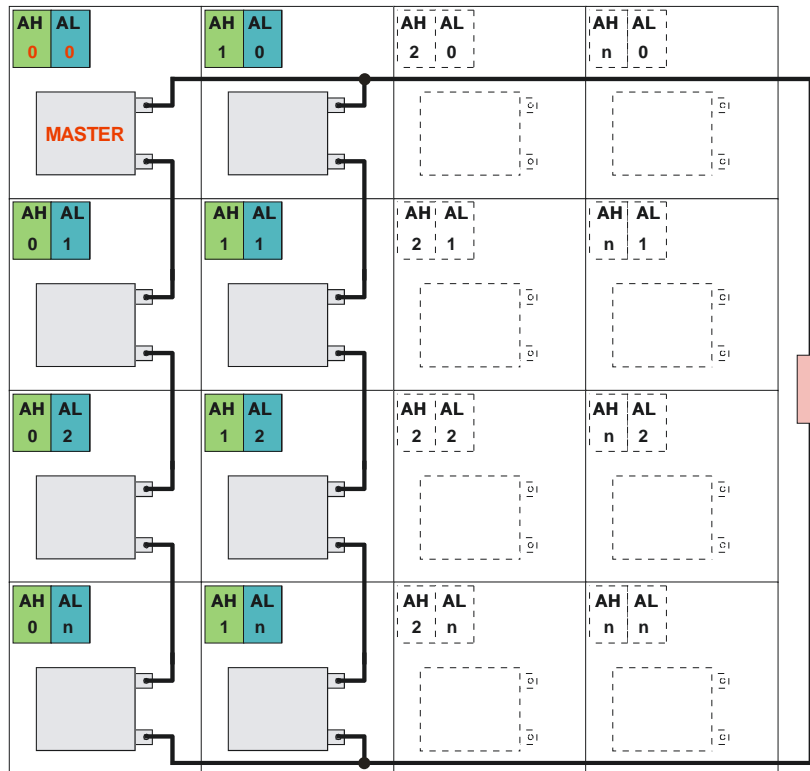 AH AL AH AL AH AL AH AL
0 0 1 0 2 0 n 0
MASTER
AH AL AH AL AH AL AH AL
0 1 1 1 2 1 n 1
AH AL AH AL AH AL AH AL
0 2 1 2 2 2 n 2
AH AL AH AL AH AL AH AL
0 n 1 n 2 n n n